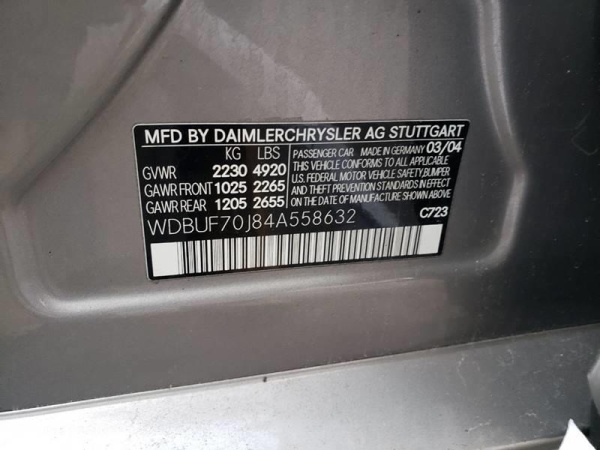 MFD BY DAIMLERCHRYSLER AG STUTTGART
KG LBS
GVWR 2230 4920
GAWR FRONT 1025 2265
GAWR REAR 1205 2655
PASSENGER CAR MADE IN GERMANY 03/04
THIS VEHICLE CONFORMS TO ALL APPLICABLE
U.S. FEDERAL MOTOR VEHICLE SAFETY, BUMPER,
AND THEFT PREVENTION STANDARDS IN EFFECT
ON THE DATE OF MANUFACTURE SHOWN ABOVE.
WDBUF70J84A558632
C723